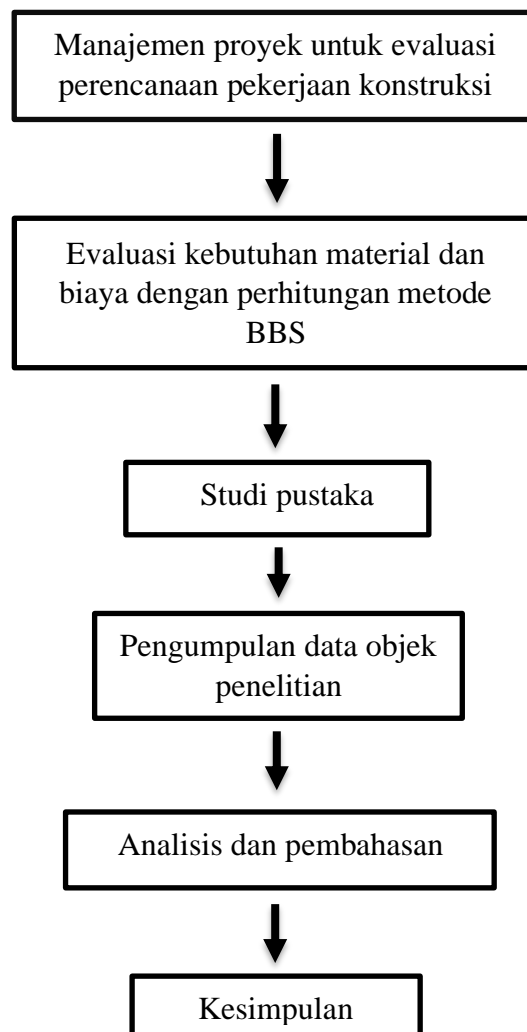 Manajemen proyek untuk evaluasi
perencanaan pekerjaan konstruksi
Evaluasi kebutuhan material dan
biaya dengan perhitungan metode
BBS
Studi pustaka
Pengumpulan data objek
penelitian
Analisis dan pembahasan
Kesimpulan